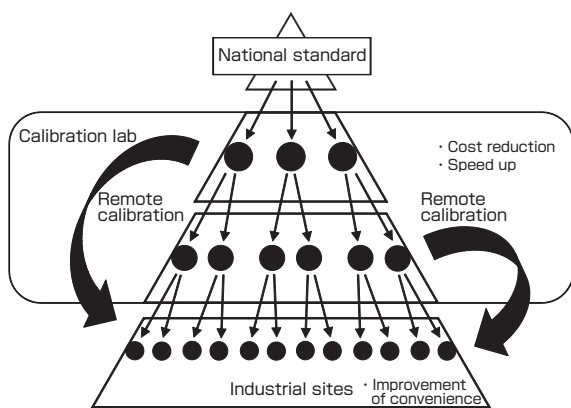 National standard
Calibration lab
・Cost reduction
・Speed up
Remote
calibration
Remote
calibration
Industrial sites
・Improvement
of convenience